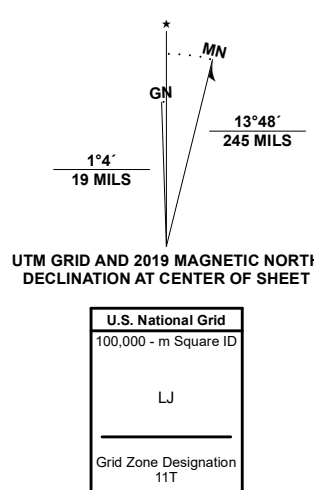 ★
MN
GN
13°48´
245 MILS
1°4´
19 MILS
UTM GRID AND 2019 MAGNETIC NORTH
DECLINATION AT CENTER OF SHEET
U.S. National Grid
100,000 - m Square ID
LJ
Grid Zone Designation
11T